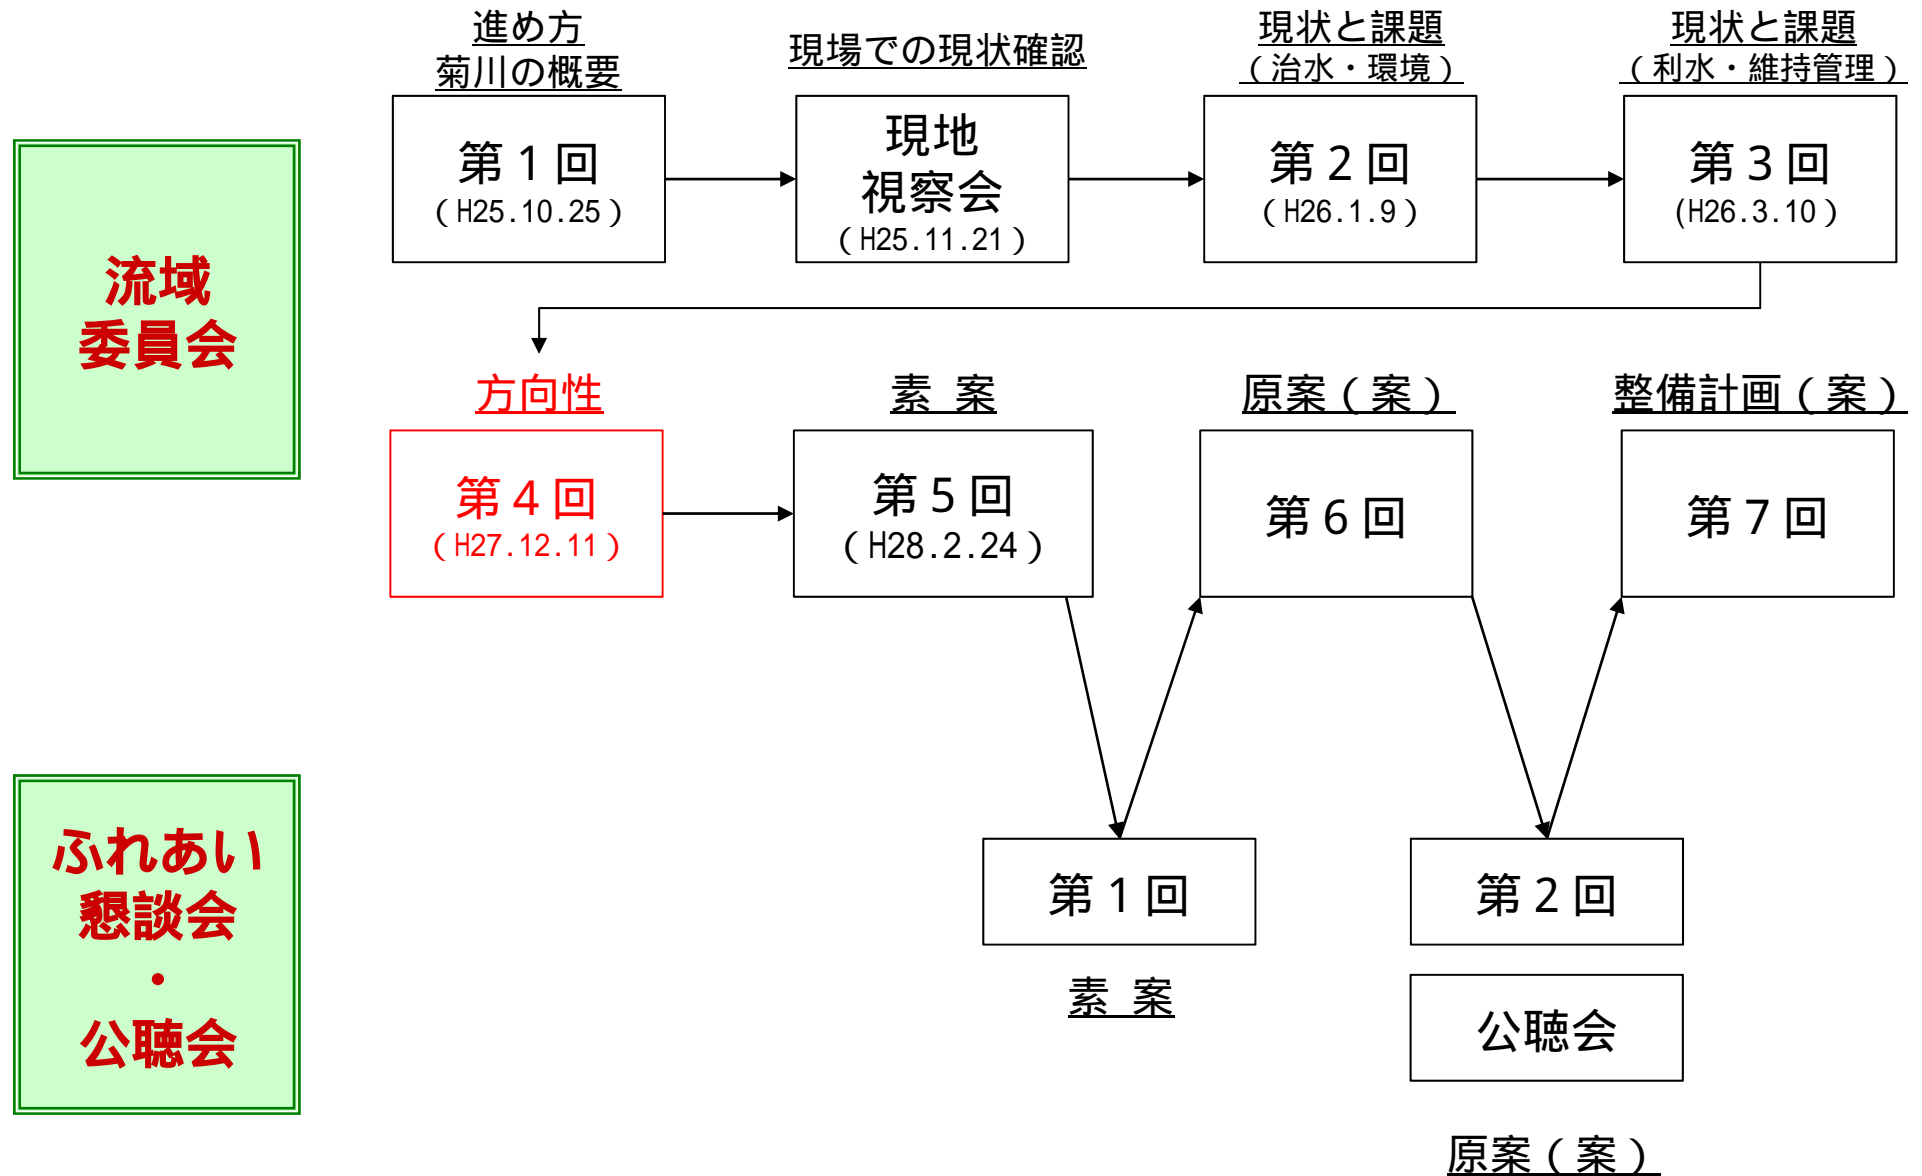 進め方
菊川の概要
現場での現状確認
現状と課題
（治水・環境）
現状と課題
（利水・維持管理）
第1回
（H25.10.25）
現地
視察会
（H25.11.21）
第2回
（H26.1.9）
第3回
(H26.3.10）
流域
委員会
方向性
素 案
原案（案）
整備計画（案）
第4回
（H27.12.11）
第5回
（H28.2.24）
第6回
第7回
ふれあい
懇談会
・
公聴会
第1回
素 案
第2回
公聴会
原案（案）